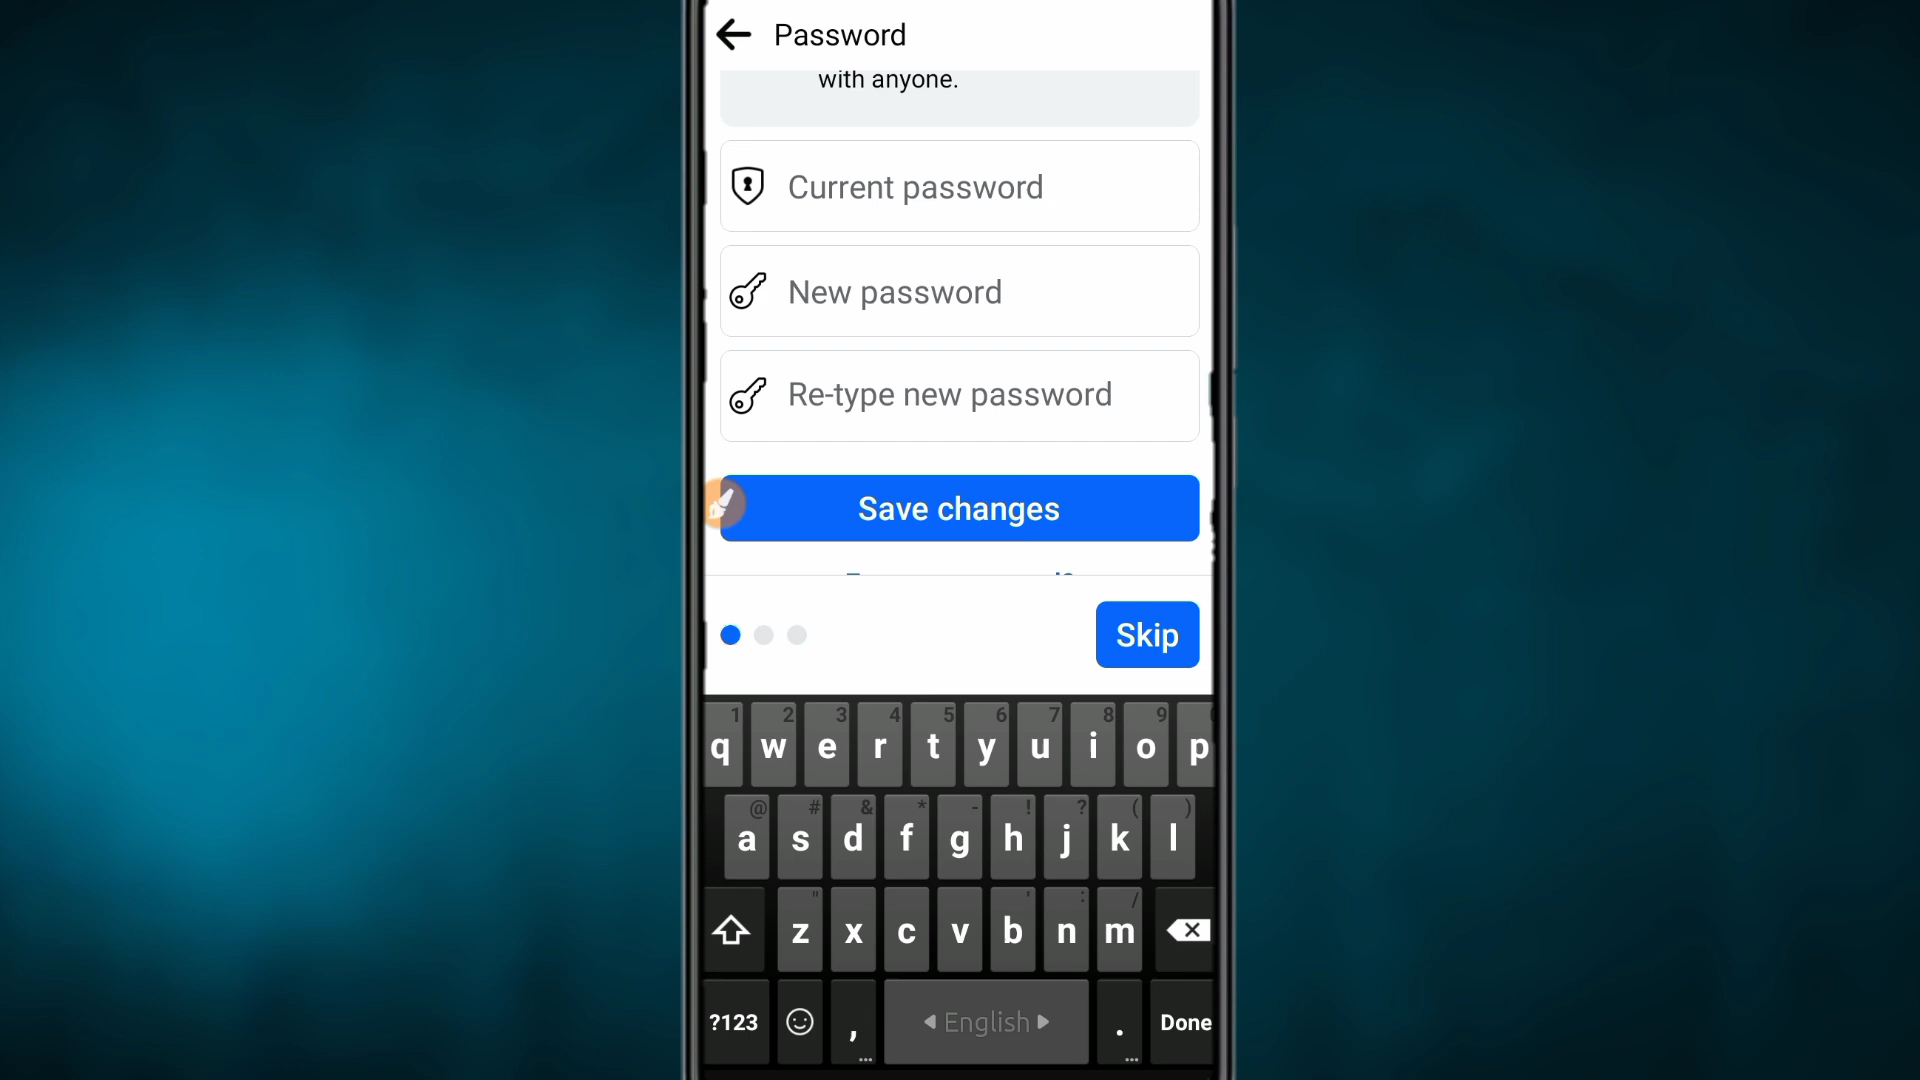 Password
with anyone.
Current password
New password
Re-type new password
Save changes
Skip
1 2 3 4 5 6 7 8 9
q w e r t y u i o p
@ # & * - ! ? ( )
a s d f g h j k l
" ' : /
z x c v b n m
?123 , English . Done
... ...